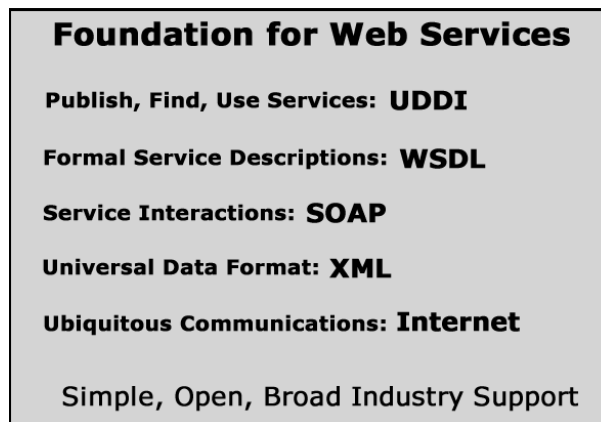 Foundation for Web Services
Publish, Find, Use Services: UDDI
Formal Service Descriptions: WSDL
Service Interactions: SOAP
Universal Data Format: XML
Ubiquitous Communications: Internet
Simple, Open, Broad Industry Support